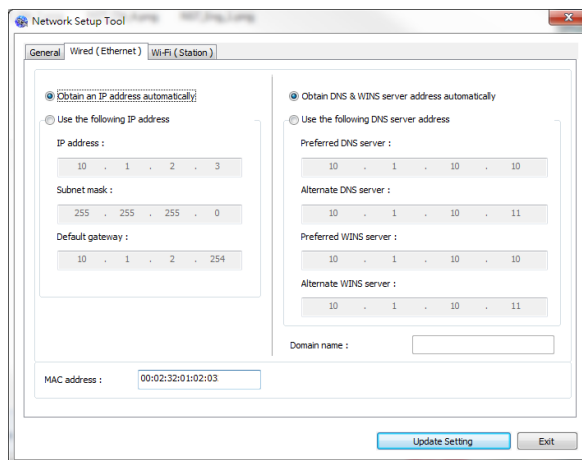 Network Setup Tool
General
Wired ( Ethernet )
Wi-Fi ( Station )
Obtain an IP address automatically
Use the following IP address
IP address :
10 . 1 . 2 . 3
Subnet mask :
255 . 255 . 255 . 0
Default gateway :
10 . 1 . 2 . 254
Obtain DNS & WINS server address automatically
Use the following DNS server address
Preferred DNS server :
10 . 1 . 10 . 10
Alternate DNS server :
10 . 1 . 10 . 11
Preferred WINS server :
10 . 1 . 10 . 10
Alternate WINS server :
10 . 1 . 10 . 11
Domain name :
MAC address :
00:02:32:01:02:03
Update Setting
Exit